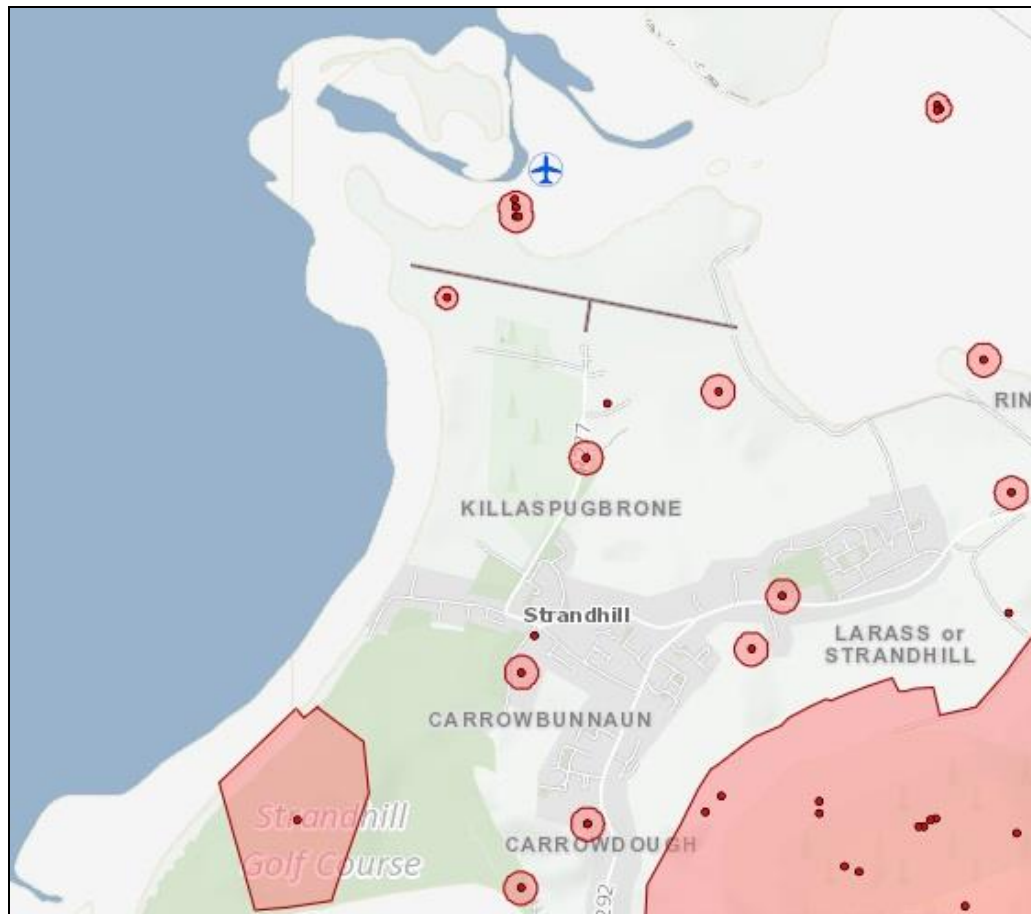 RIN
KILLASPUGBRONE
Strandhill
LARASS or
STRANDHILL
CARROWBUNNAUN
Strandhill
Golf Course
CARROWDOUGH
292